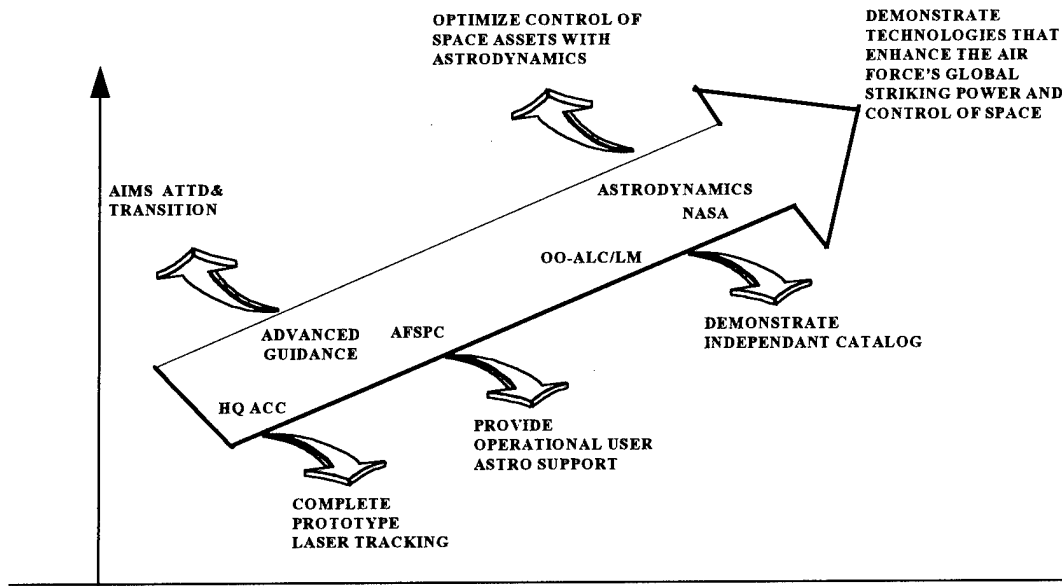 OPTIMIZE CONTROL OF
SPACE ASSETS WITH
ASTRODYNAMICS
DEMONSTRATE
TECHNOLOGIES THAT
ENHANCE THE AIR
FORCE'S GLOBAL
STRIKING POWER AND
CONTROL OF SPACE
AIMS ATTD&
TRANSITION
ASTRODYNAMICS
NASA
OO-ALC/LM
ADVANCED
GUIDANCE
AFSPC
HQ ACC
DEMONSTRATE
INDEPENDANT CATALOG
PROVIDE
OPERATIONAL USER
ASTRO SUPPORT
COMPLETE
PROTOTYPE
LASER TRACKING